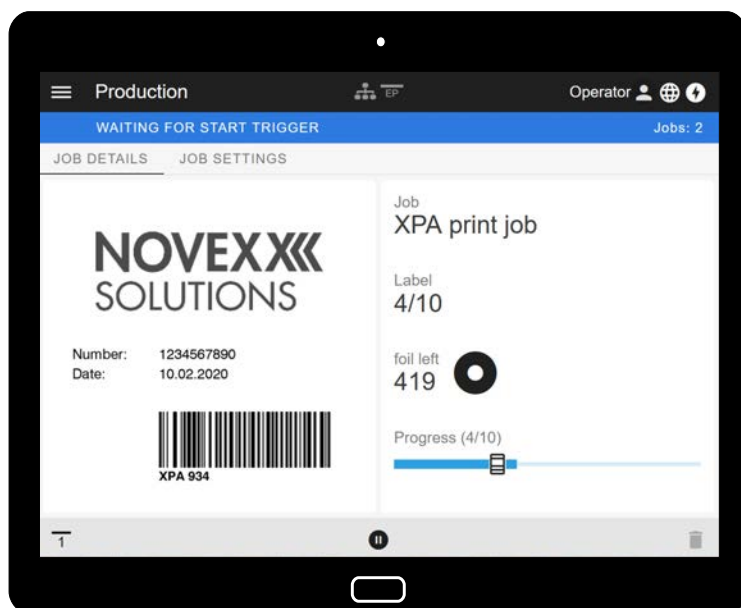 Production
EP
Operator
WAITING FOR START TRIGGER
Jobs: 2
JOB DETAILS
JOB SETTINGS
NOVEXX
SOLUTIONS
Number: 1234567890
Date: 10.02.2020
XPA 934
Job
XPA print job
Label
4/10
foil left
419
Progress (4/10)
1